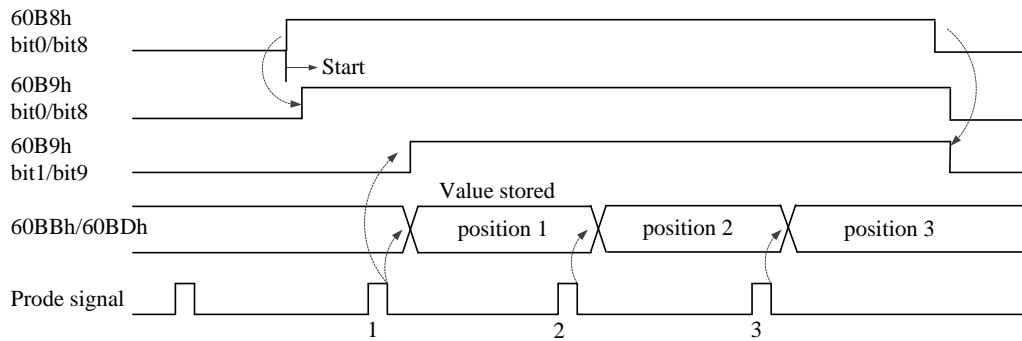 60B8h
bit0/bit8
Start
60B9h
bit0/bit8
60B9h
bit1/bit9
Value stored
60BBh/60BDh
position 1
position 2
position 3
Prode signal
1
2
3